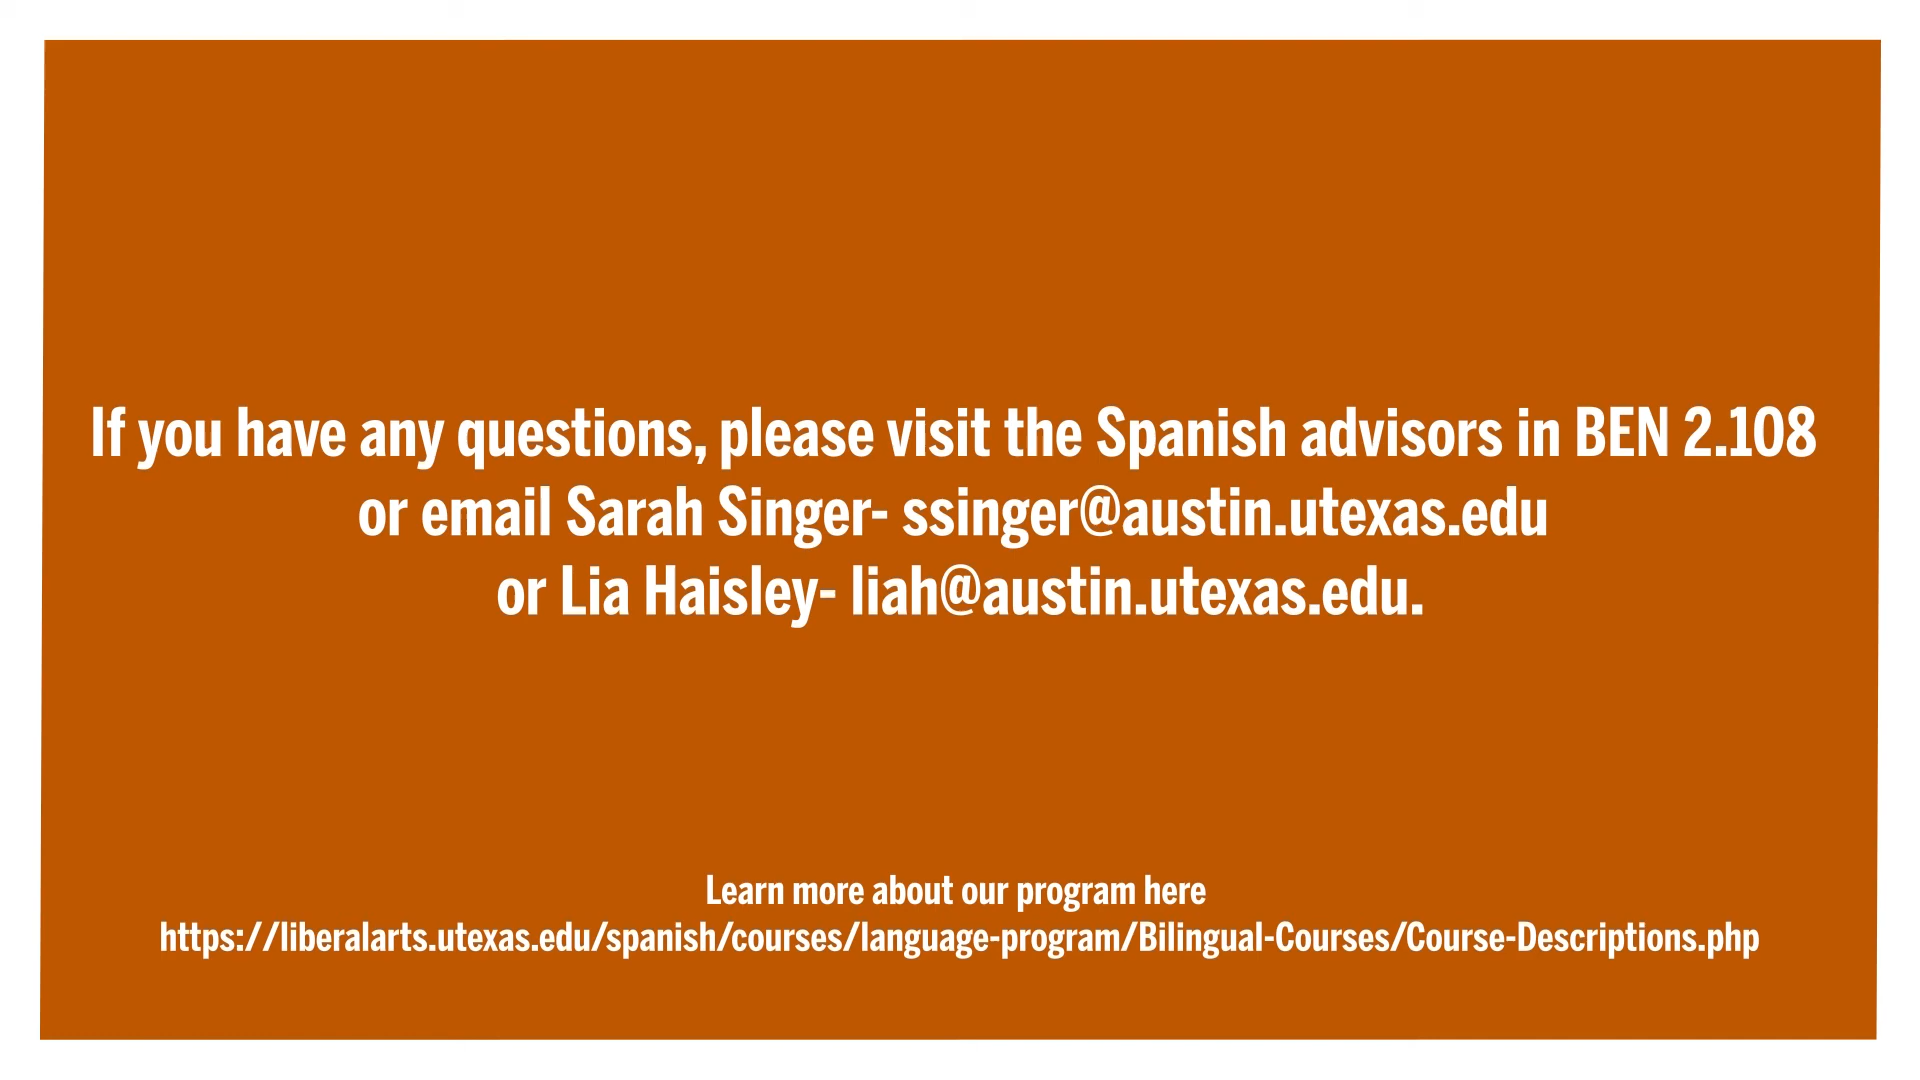 If you have any questions, please visit the Spanish advisors in BEN 2.108
or email Sarah Singer- ssinger@austin.utexas.edu
or Lia Haisley- liah@austin.utexas.edu.
Learn more about our program here
https://liberalarts.utexas.edu/spanish/courses/language-program/Bilingual-Courses/Course-Descriptions.php